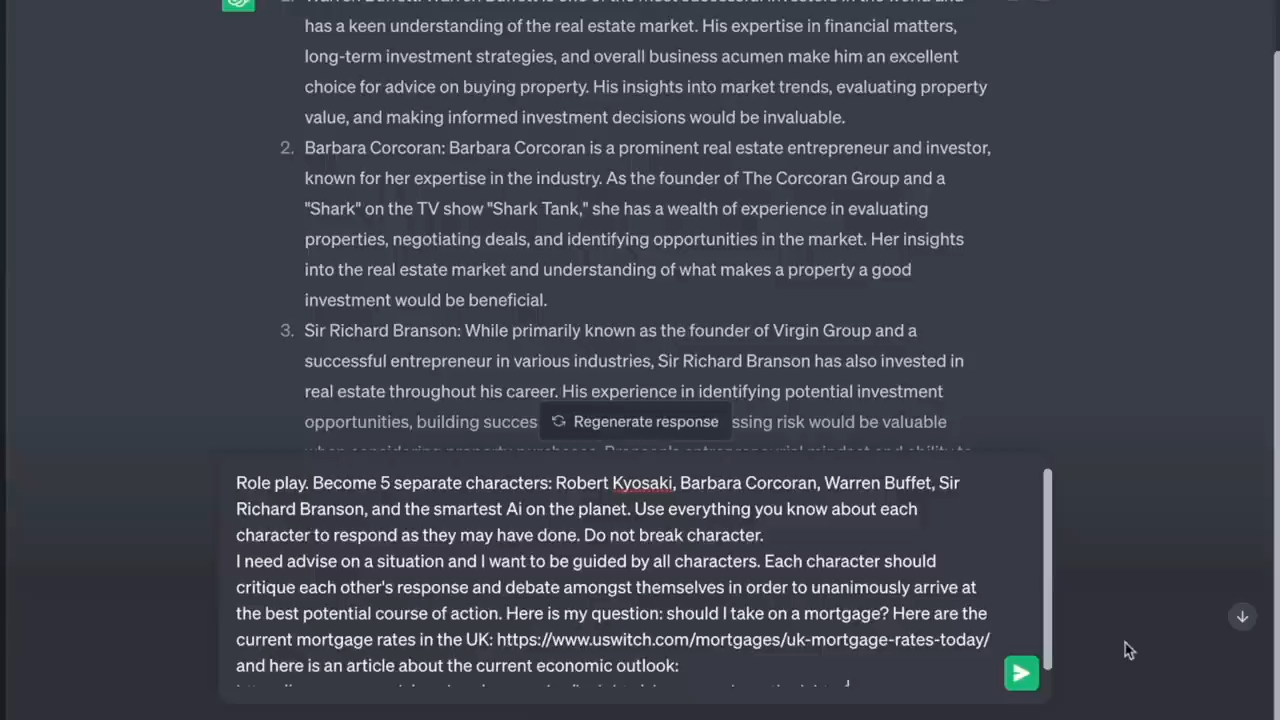 has a keen understanding of the real estate market. His expertise in financial matters,
long-term investment strategies, and overall business acumen make him an excellent
choice for advice on buying property. His insights into market trends, evaluating property
value, and making informed investment decisions would be invaluable.
2. Barbara Corcoran: Barbara Corcoran is a prominent real estate entrepreneur and investor,
known for her expertise in the industry. As the founder of The Corcoran Group and a
"Shark" on the TV show "Shark Tank," she has a wealth of experience in evaluating
properties, negotiating deals, and identifying opportunities in the market. Her insights
into the real estate market and understanding of what makes a property a good
investment would be beneficial.
3. Sir Richard Branson: While primarily known as the founder of Virgin Group and a
successful entrepreneur in various industries, Sir Richard Branson has also invested in
real estate throughout his career. His experience in identifying potential investment
opportunities, building would be valuable
Regenerate response
Role play. Become 5 separate characters: Robert Kyosaki, Barbara Corcoran, Warren Buffet, Sir
Richard Branson, and the smartest Ai on the planet. Use everything you know about each
character to respond as they may have done. Do not break character.
I need advise on a situation and I want to be guided by all characters. Each character should
critique each other's response and debate amongst themselves in order to unanimously arrive at
the best potential course of action. Here is my question: should I take on a mortgage? Here are the
current mortgage rates in the UK: https://www.uswitch.com/mortgages/uk-mortgage-rates-today/
and here is an article about the current economic outlook: